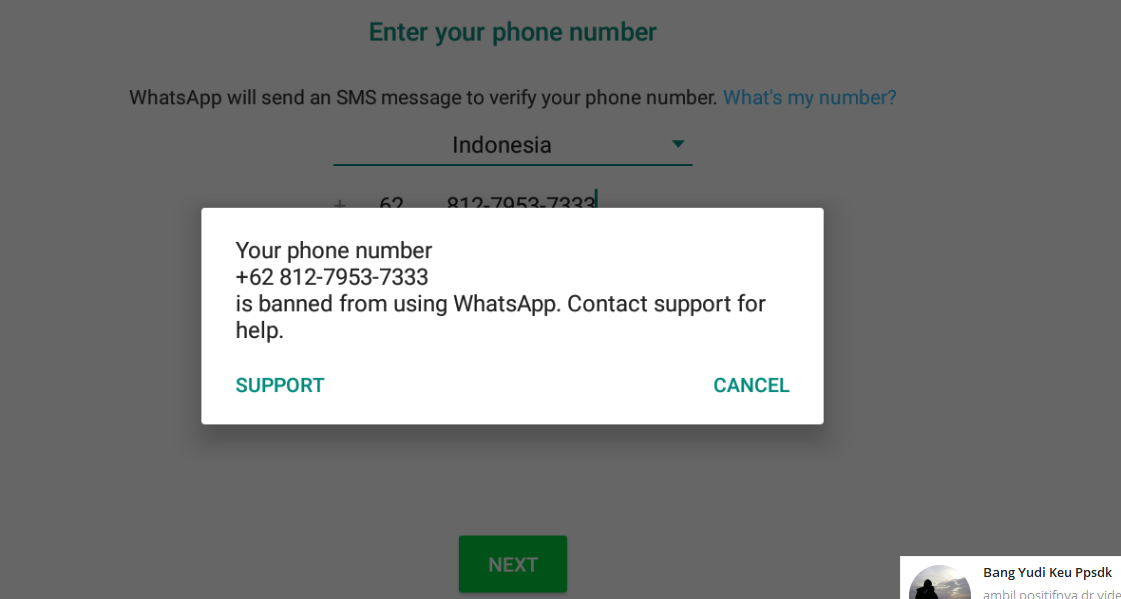 Enter your phone number
WhatsApp will send an SMS message to verify your phone number. What's my number?
Indonesia
+ 62 812-7953-7333
Your phone number
+62 812-7953-7333
is banned from using WhatsApp. Contact support for
help.
SUPPORT CANCEL
NEXT
Bang Yudi Keu Ppsdk
ambil positifnya dr vide